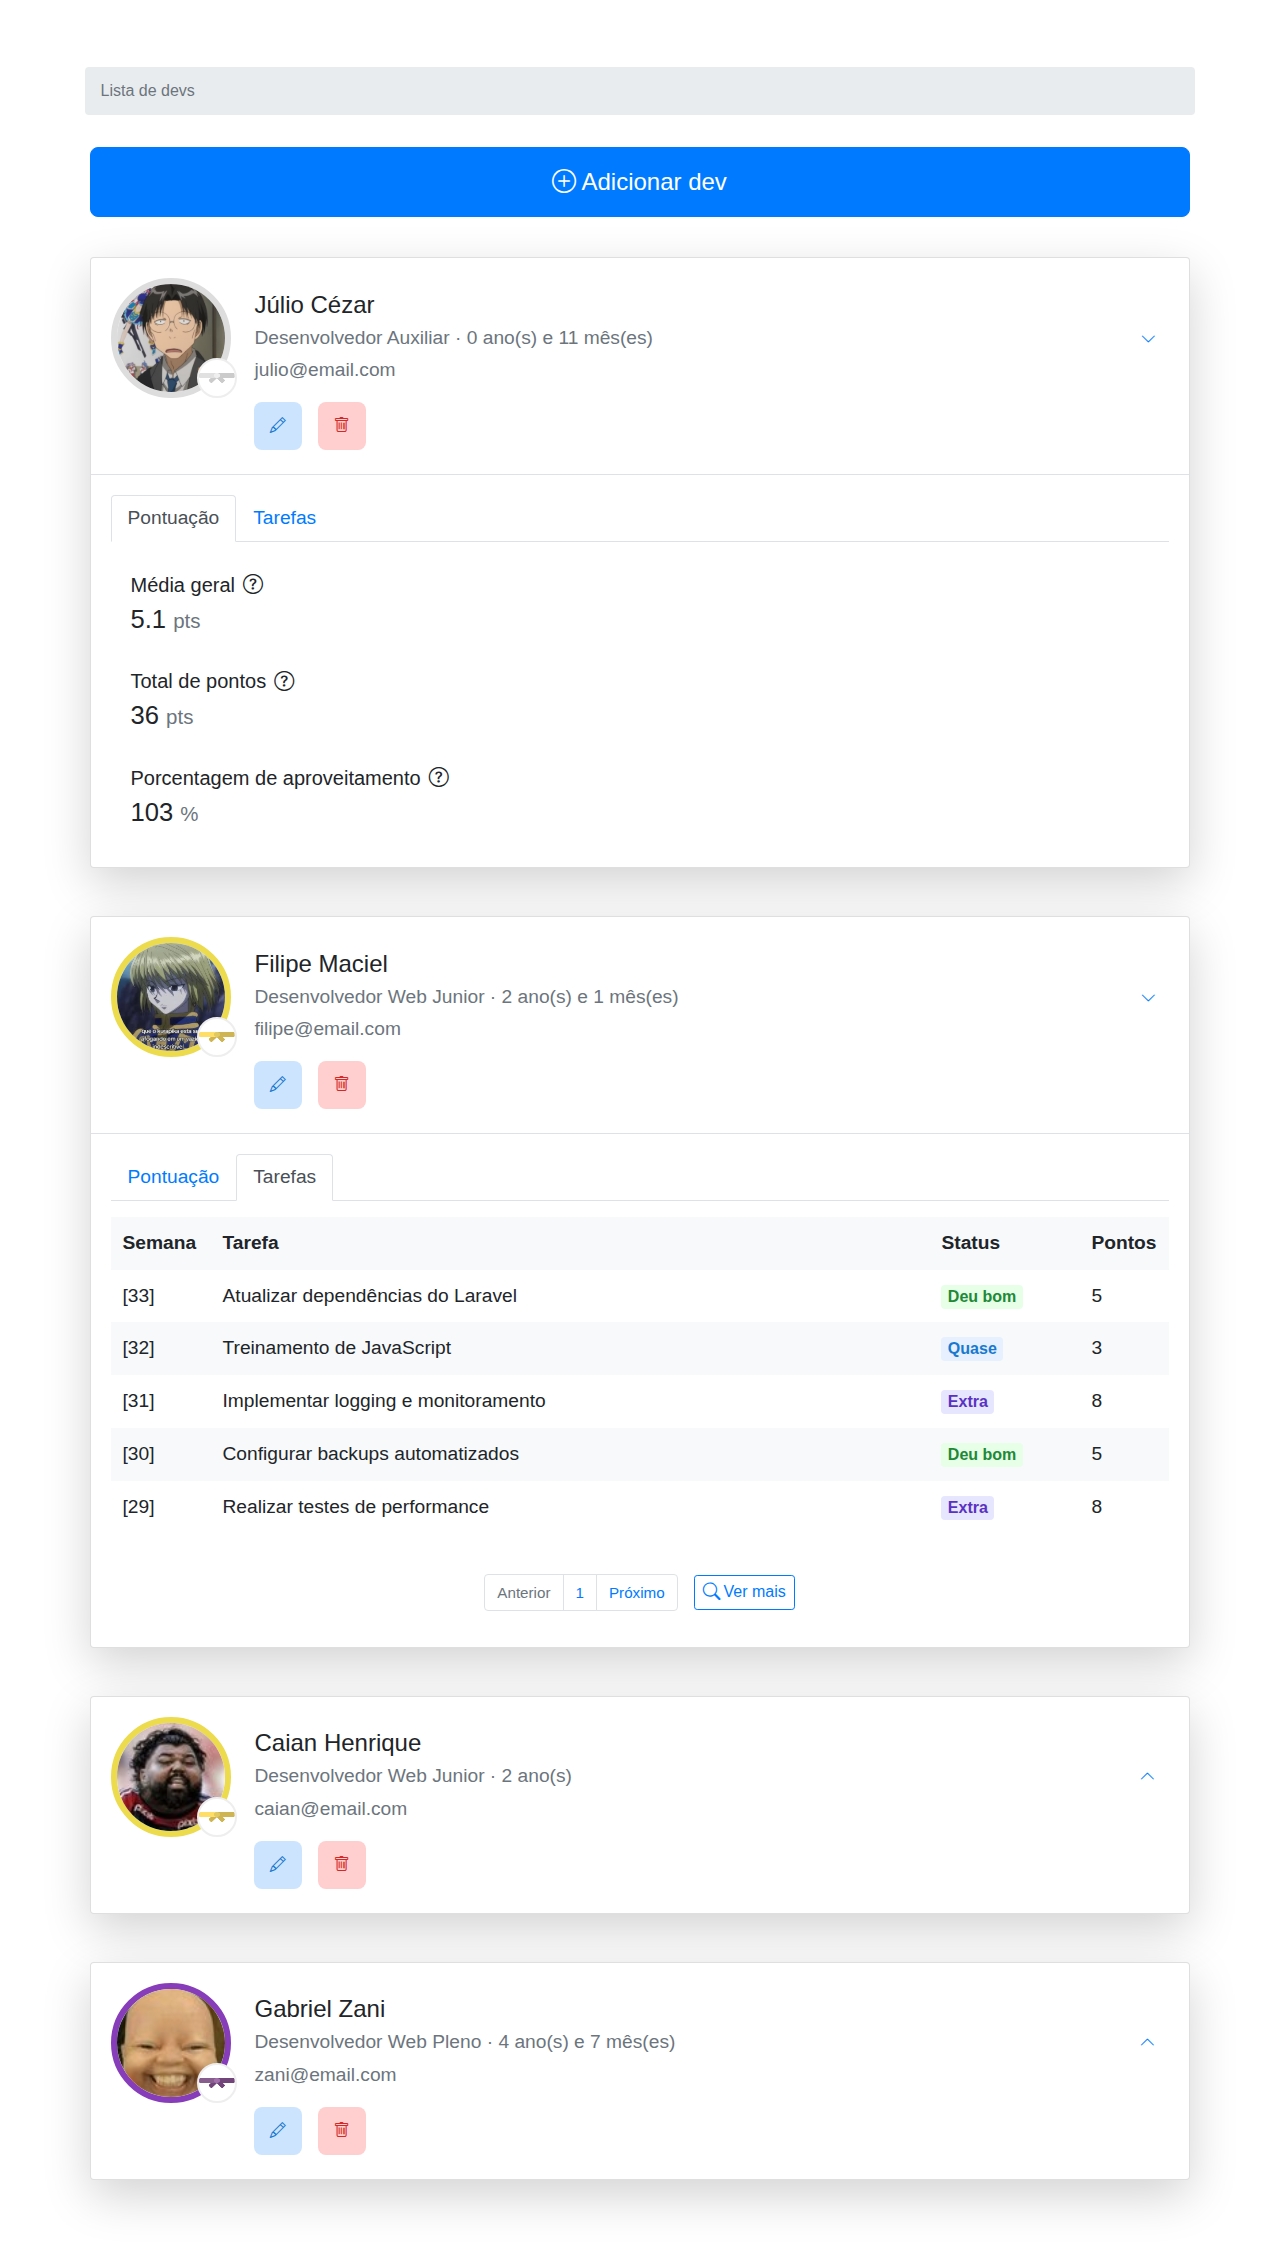 Lista de devs
Adicionar dev
Júlio Cézar
Desenvolvedor Auxiliar · 0 ano(s) e 11 mês(es)
julio@email.com
Pontuação Tarefas
Média geral ?
5.1 pts
Total de pontos ?
36 pts
Porcentagem de aproveitamento ?
103 %
Filipe Maciel
Desenvolvedor Web Junior · 2 ano(s) e 1 mês(es)
filipe@email.com
Pontuação Tarefas
Semana Tarefa Status Pontos
[33] Atualizar dependências do Laravel Deu bom 5
[32] Treinamento de JavaScript Quase 3
[31] Implementar logging e monitoramento Extra 8
[30] Configurar backups automatizados Deu bom 5
[29] Realizar testes de performance Extra 8
Anterior 1 Próximo Ver mais
Caian Henrique
Desenvolvedor Web Junior · 2 ano(s)
caian@email.com
Gabriel Zani
Desenvolvedor Web Pleno · 4 ano(s) e 7 mês(es)
zani@email.com